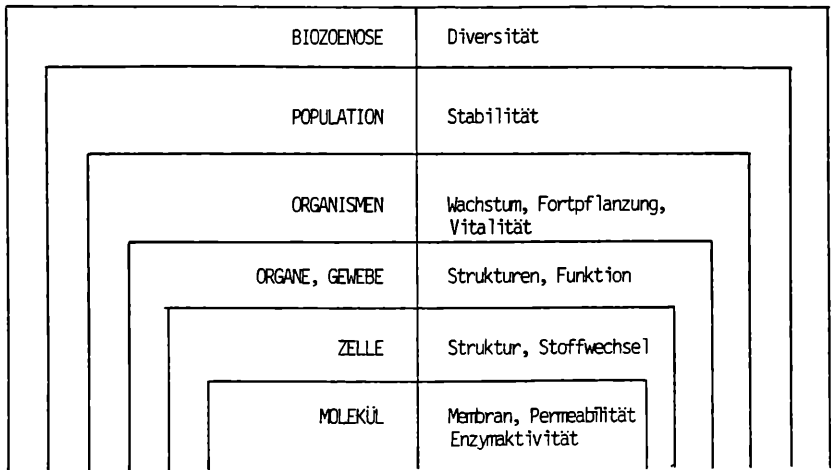 BIOZOENOSE Diversität
POPULATION Stabilität
ORGANISMEN Wachstum, Fortpflanzung,
Vitalität
ORGANE, GEWEBE Strukturen, Funktion
ZELLE Struktur, Stoffwechsel
MOLEKÜL Membran, Permeabilität
Enzymaktivität